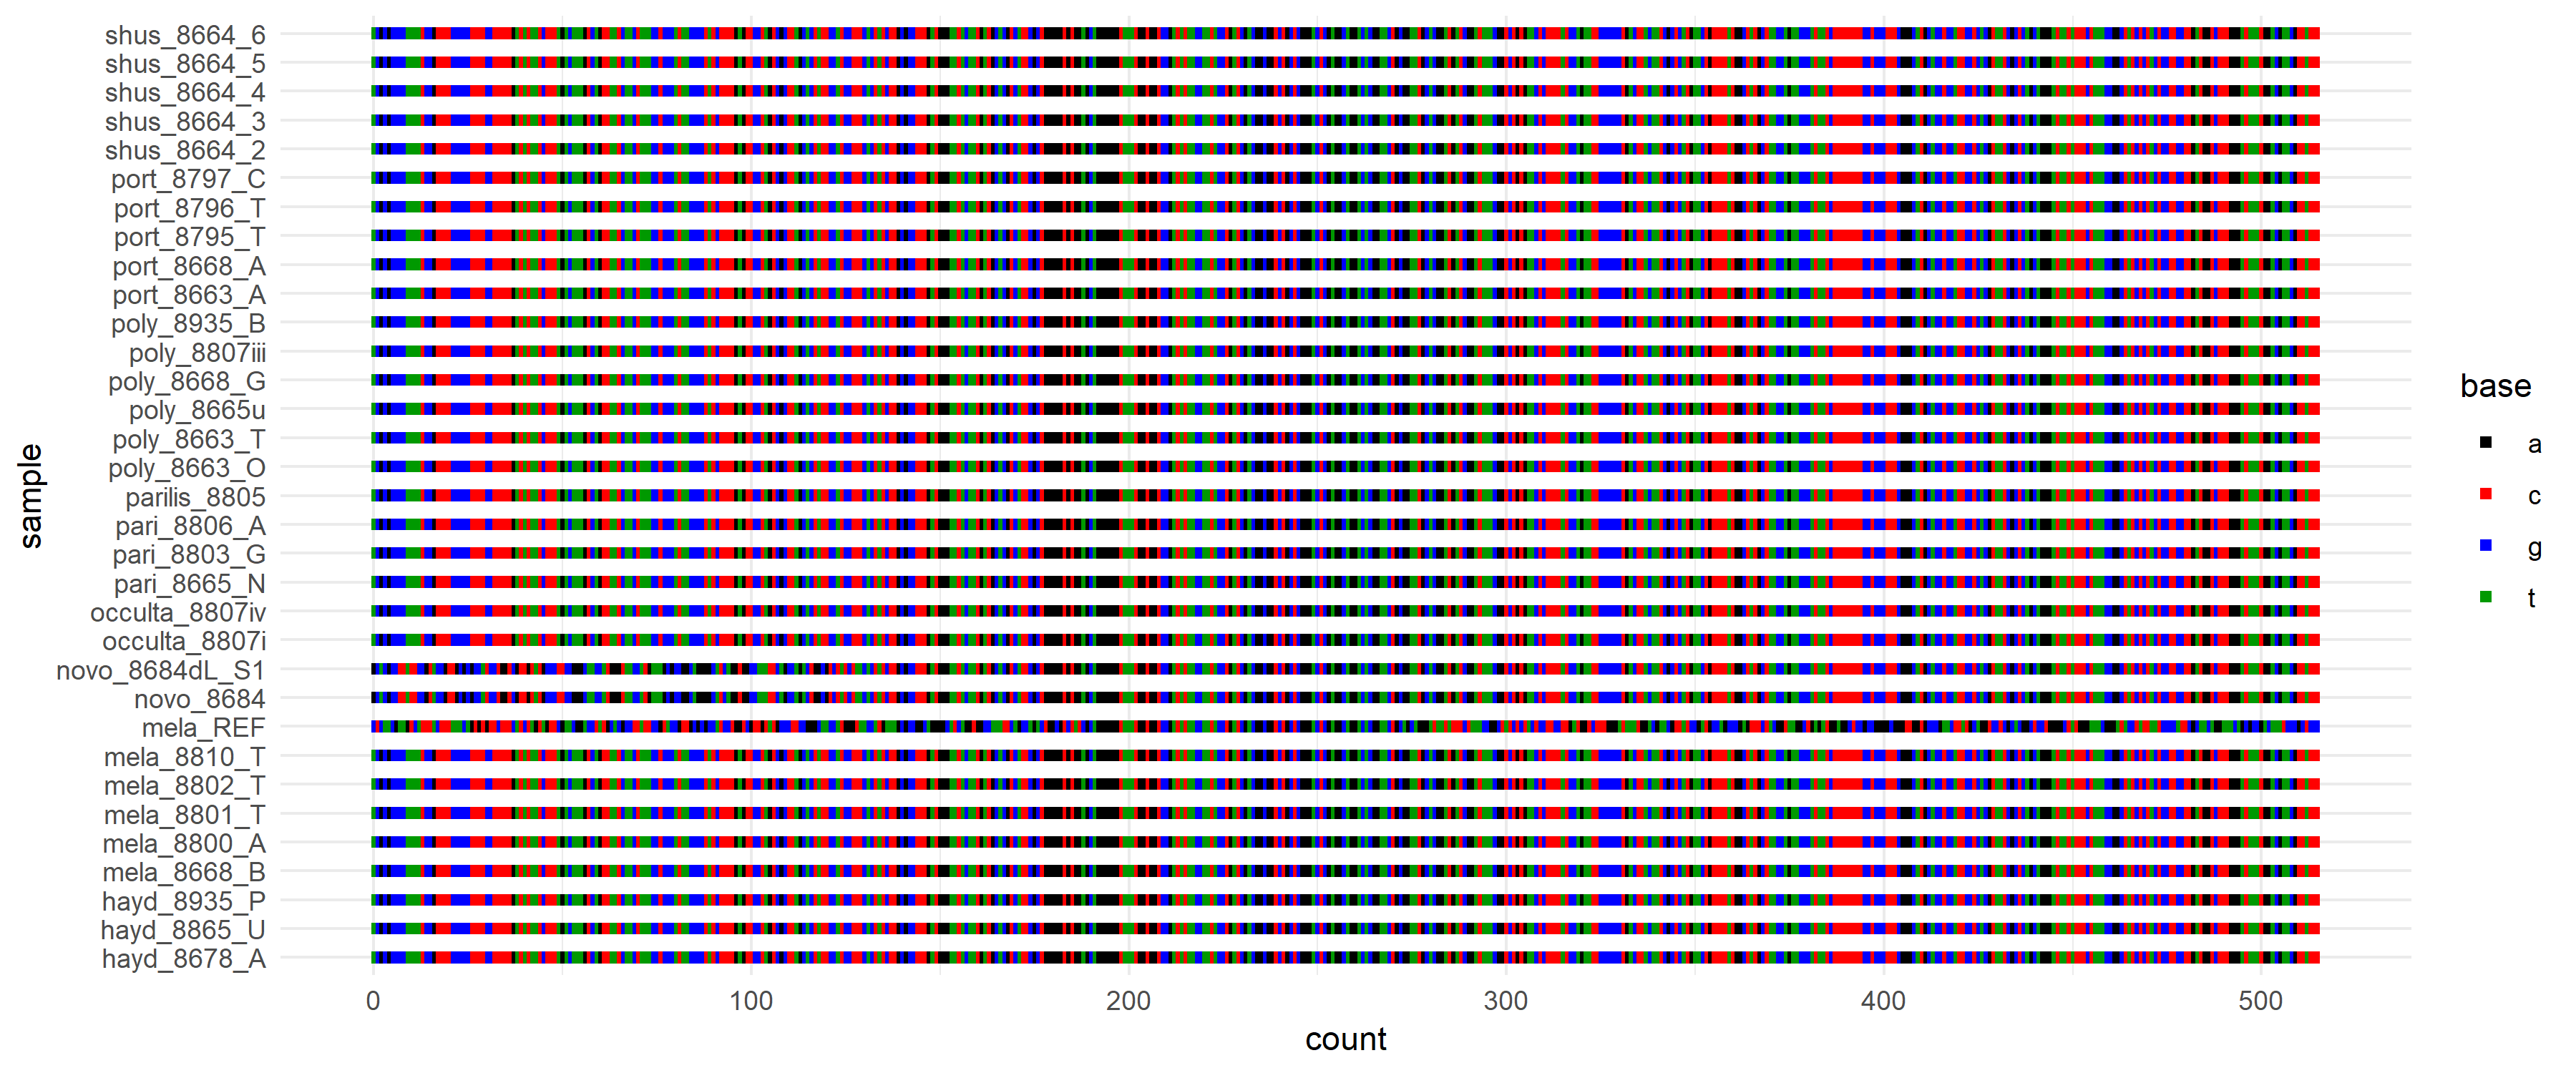 shus_8664_6
shus_8664_5
shus_8664_4
shus_8664_3
shus_8664_2
port_8797_C
port_8796_T
port_8795_T
port_8668_A
port_8663_A
poly_8935_B
poly_8807iii
poly_8668_G
poly_8665u
poly_8663_T
poly_8663_O
parilis_8805
pari_8806_A
pari_8803_G
pari_8665_N
occulta_8807iv
occulta_8807i
novo_8684dL_S1
novo_8684
mela_REF
mela_8810_T
mela_8802_T
mela_8801_T
mela_8800_A
mela_8668_B
hayd_8935_P
hayd_8865_U
hayd_8678_A
sample
0 100 200 300 400 500
count
base
a
c
g
t